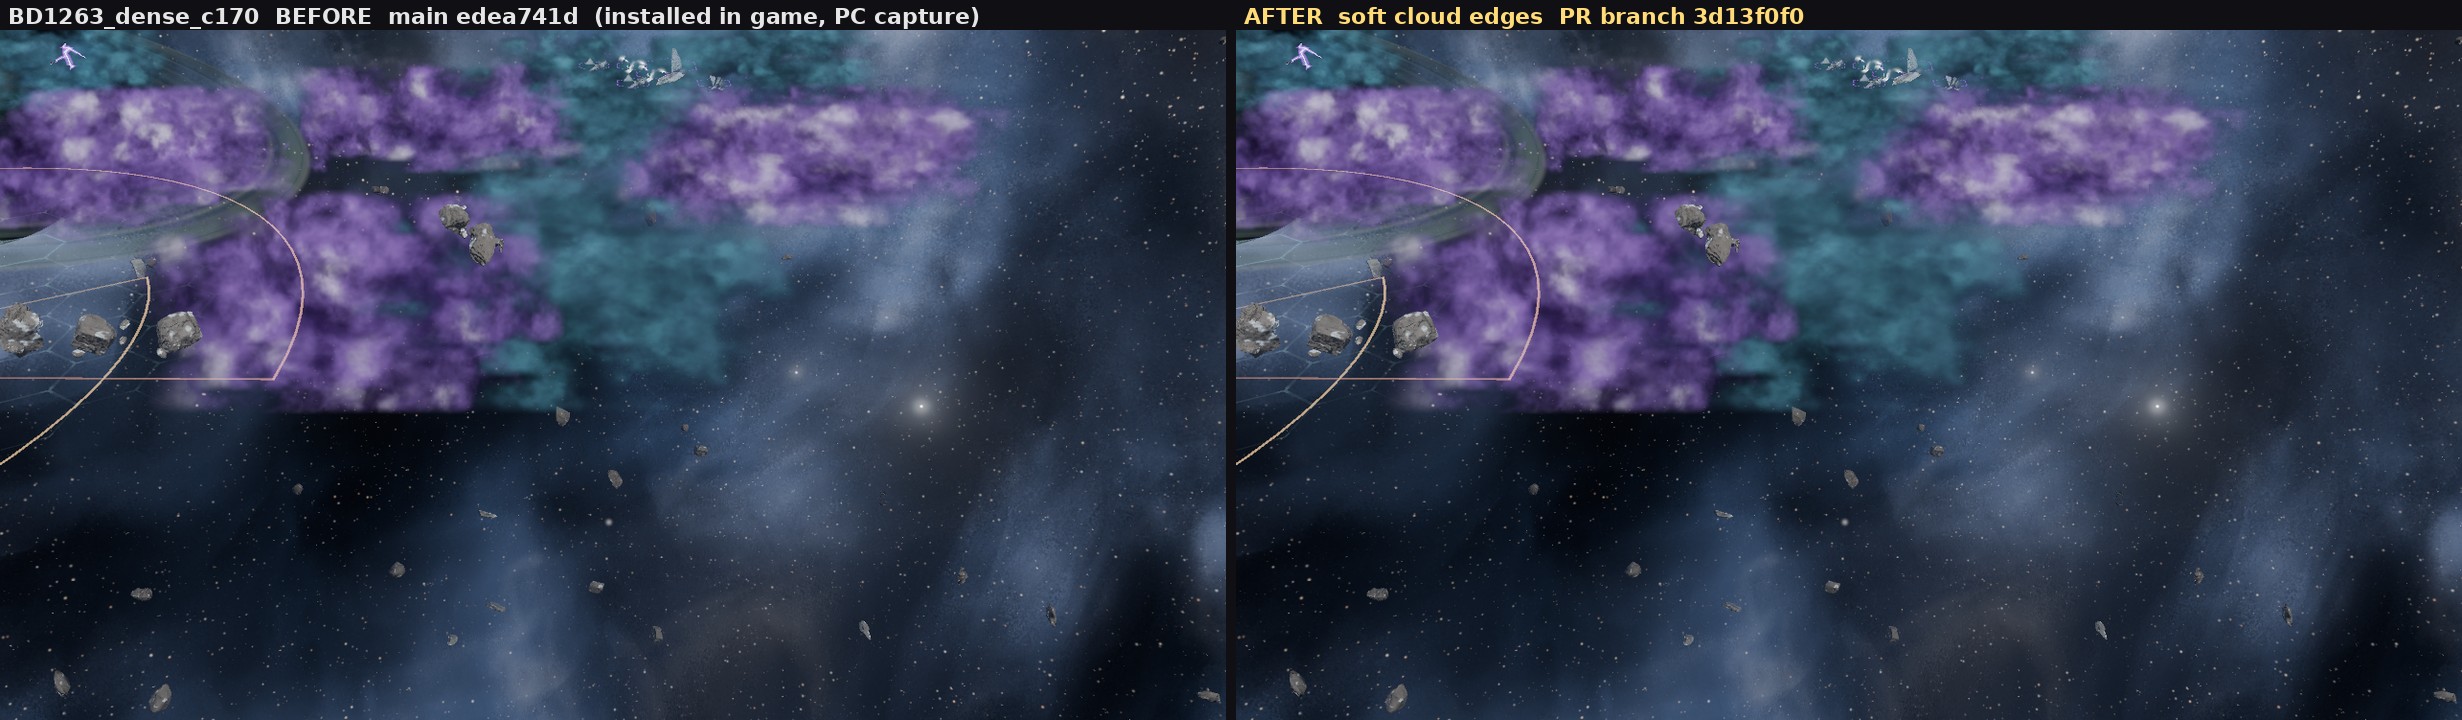 BD1263_dense_c170  BEFORE  main edea741d  (installed in game, PC capture)
AFTER  soft cloud edges  PR branch 3d13f0f0